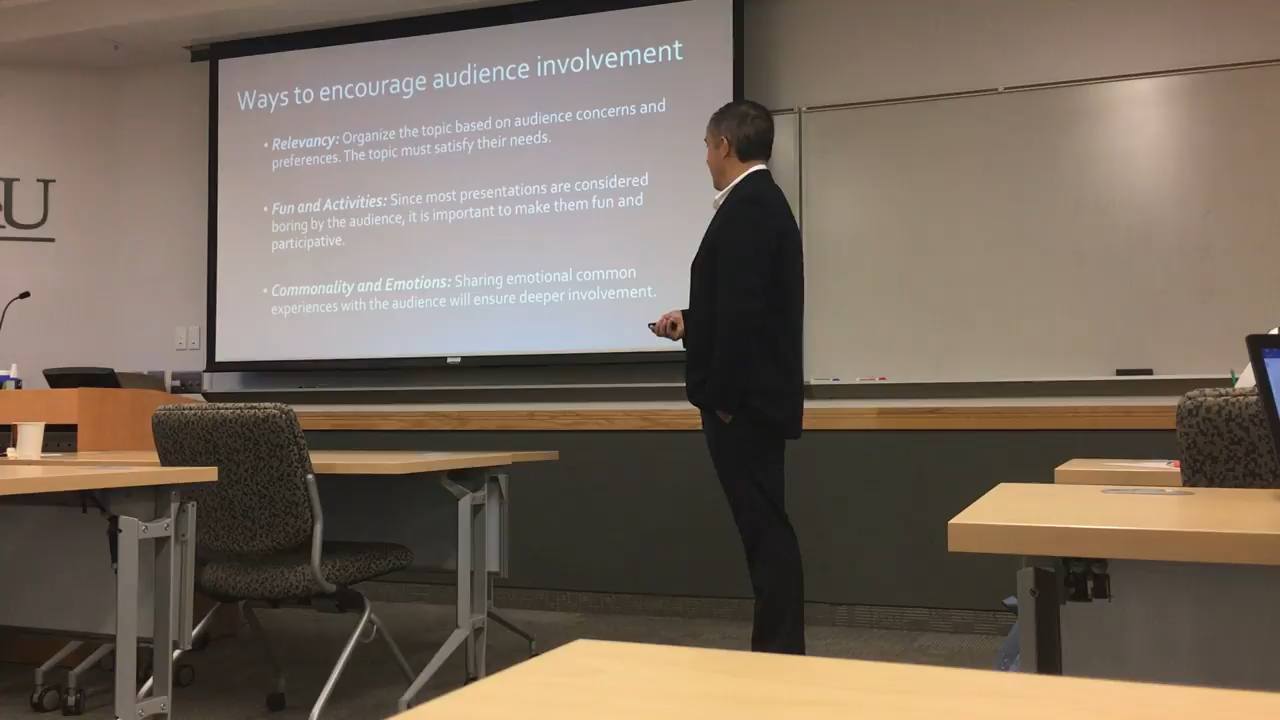 Ways to encourage audience involvement
• Relevancy: Organize the topic based on audience concerns and
preferences. The topic must satisfy their needs.
• Fun and Activities: Since most presentations are considered
boring by the audience, it is important to make them fun and
participative.
• Commonality and Emotions: Sharing emotional common
experiences with the audience will ensure deeper involvement.
U